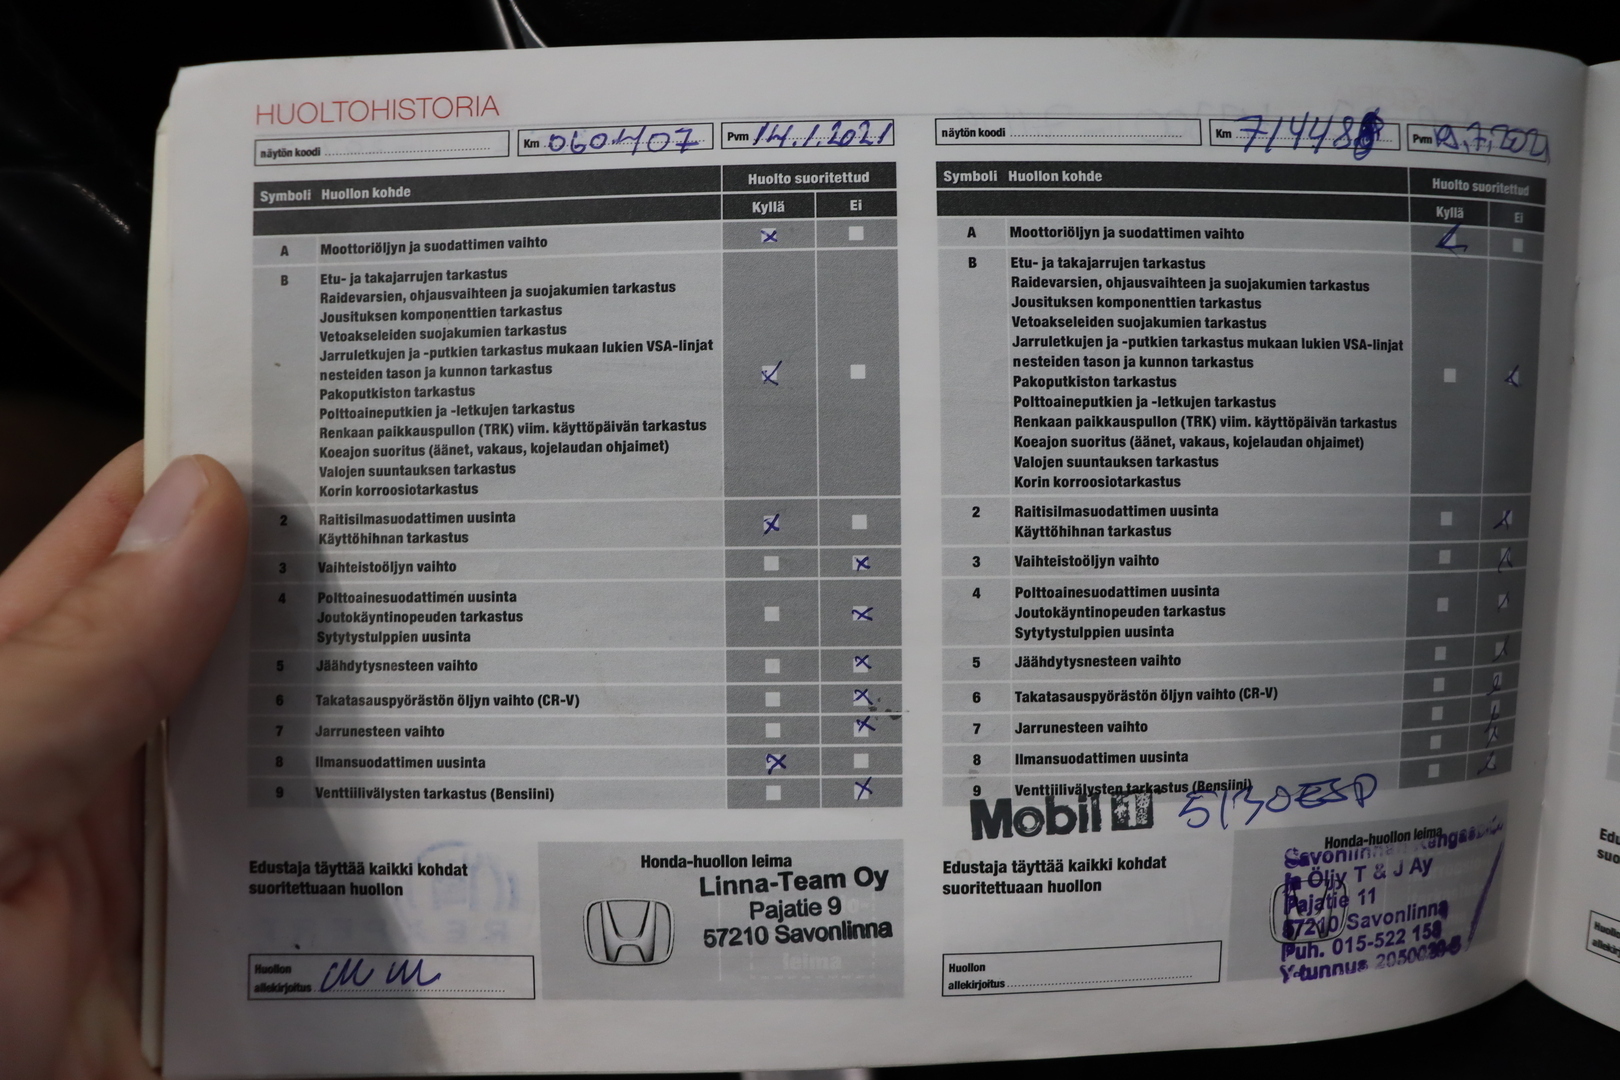 HUOLTOHISTORIA
näytön koodi
Km 060407
Pvm 14.1.2021
Symboli Huollon kohde
Huolto suoritettud
Kyllä Ei
A Moottoriöljyn ja suodattimen vaihto
B Etu- ja takajarrujen tarkastus
Raidevarsien, ohjausvaihteen ja suojakumien tarkastus
Jousituksen komponenttien tarkastus
Vetoakseleiden suojakumien tarkastus
Jarruletkujen ja -putkien tarkastus mukaan lukien VSA-linjat
nesteiden tason ja kunnon tarkastus
Pakoputkiston tarkastus
Polttoaineputkien ja -letkujen tarkastus
Renkaan paikkauspullon (TRK) viim. käyttöpäivän tarkastus
Koeajon suoritus (äänet, vakaus, kojelaudan ohjaimet)
Valojen suuntauksen tarkastus
Korin korroosiotarkastus
2 Raitisilmasuodattimen uusinta
Käyttöhihnan tarkastus
3 Vaihteistoöljyn vaihto
4 Polttoainesuodattimen uusinta
Joutokäyntinopeuden tarkastus
Sytytystulppien uusinta
5 Jäähdytysnesteen vaihto
6 Takatasauspyörästön öljyn vaihto (CR-V)
7 Jarrunesteen vaihto
8 Ilmansuodattimen uusinta
9 Venttiilivälysten tarkastus (Bensiini)
Edustaja täyttää kaikki kohdat
suoritettuaan huollon
Honda-huollon leima
Linna-Team Oy
Pajatie 9
57210 Savonlinna
Huollon
allekirjoitus
näytön koodi
Km
Pvm
Symboli Huollon kohde
Huolto suoritettud
Kyllä Ei
A Moottoriöljyn ja suodattimen vaihto
B Etu- ja takajarrujen tarkastus
Raidevarsien, ohjausvaihteen ja suojakumien tarkastus
Jousituksen komponenttien tarkastus
Vetoakseleiden suojakumien tarkastus
Jarruletkujen ja -putkien tarkastus mukaan lukien VSA-linjat
nesteiden tason ja kunnon tarkastus
Pakoputkiston tarkastus
Polttoaineputkien ja -letkujen tarkastus
Renkaan paikkauspullon (TRK) viim. käyttöpäivän tarkastus
Koeajon suoritus (äänet, vakaus, kojelaudan ohjaimet)
Valojen suuntauksen tarkastus
Korin korroosiotarkastus
2 Raitisilmasuodattimen uusinta
Käyttöhihnan tarkastus
3 Vaihteistoöljyn vaihto
4 Polttoainesuodattimen uusinta
Joutokäyntinopeuden tarkastus
Sytytystulppien uusinta
5 Jäähdytysnesteen vaihto
6 Takatasauspyörästön öljyn vaihto (CR-V)
7 Jarrunesteen vaihto
8 Ilmansuodattimen uusinta
9 Venttiilivälysten tarkastus (Bensiini)
Mobil 1 5/30 ESP
Edustaja täyttää kaikki kohdat
suoritettuaan huollon
Honda-huollon leima
ja Öljy T & J Ay
Pajatie 11
57210 Savonlinna
Puh. 015-522 158
Y-tunnus
Huollon
allekirjoitus